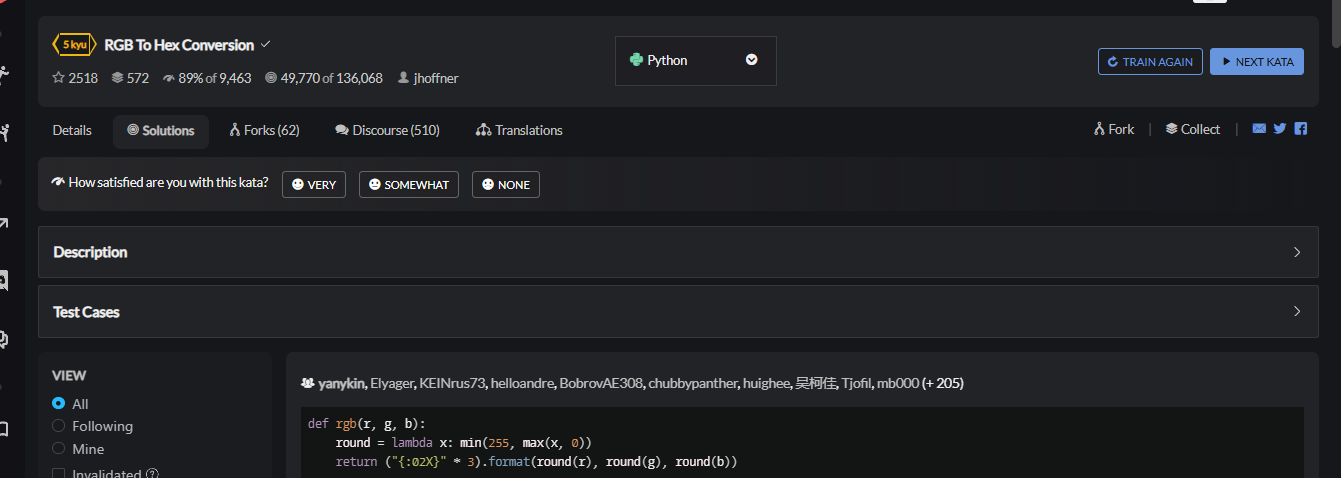 5 kyu RGB To Hex Conversion
2518 572 89% of 9,463 49,770 of 136,068 jhoffner
Python
TRAIN AGAIN NEXT KATA
Details Solutions Forks (62) Discourse (510) Translations Fork | Collect |
How satisfied are you with this kata? VERY SOMEWHAT NONE
Description
Test Cases
VIEW
All
Following
Mine
Invalidated
yanykin, Elyager, KEINrus73, helloandre, BobrovAE308, chubbypanther, huighee, 吴柯佳, Tjofil, mb000 (+ 205)
def rgb(r, g, b):
    round = lambda x: min(255, max(x, 0))
    return ("{:02X}" * 3).format(round(r), round(g), round(b))